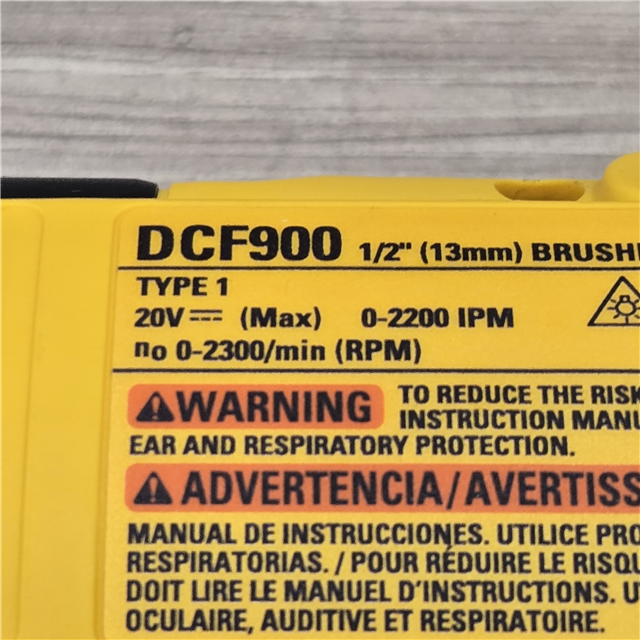 DCF900 1/2" (13mm) BRUSH
TYPE 1
20V⎓ (Max) 0-2200 IPM
no 0-2300/min (RPM)
WARNING TO REDUCE THE RISK
INSTRUCTION MANU
EAR AND RESPIRATORY PROTECTION.
ADVERTENCIA/AVERTISS
MANUAL DE INSTRUCCIONES. UTILICE PRO
RESPIRATORIAS. / POUR RÉDUIRE LE RISQU
DOIT LIRE LE MANUEL D'INSTRUCTIONS. U
OCULAIRE, AUDITIVE ET RESPIRATOIRE.